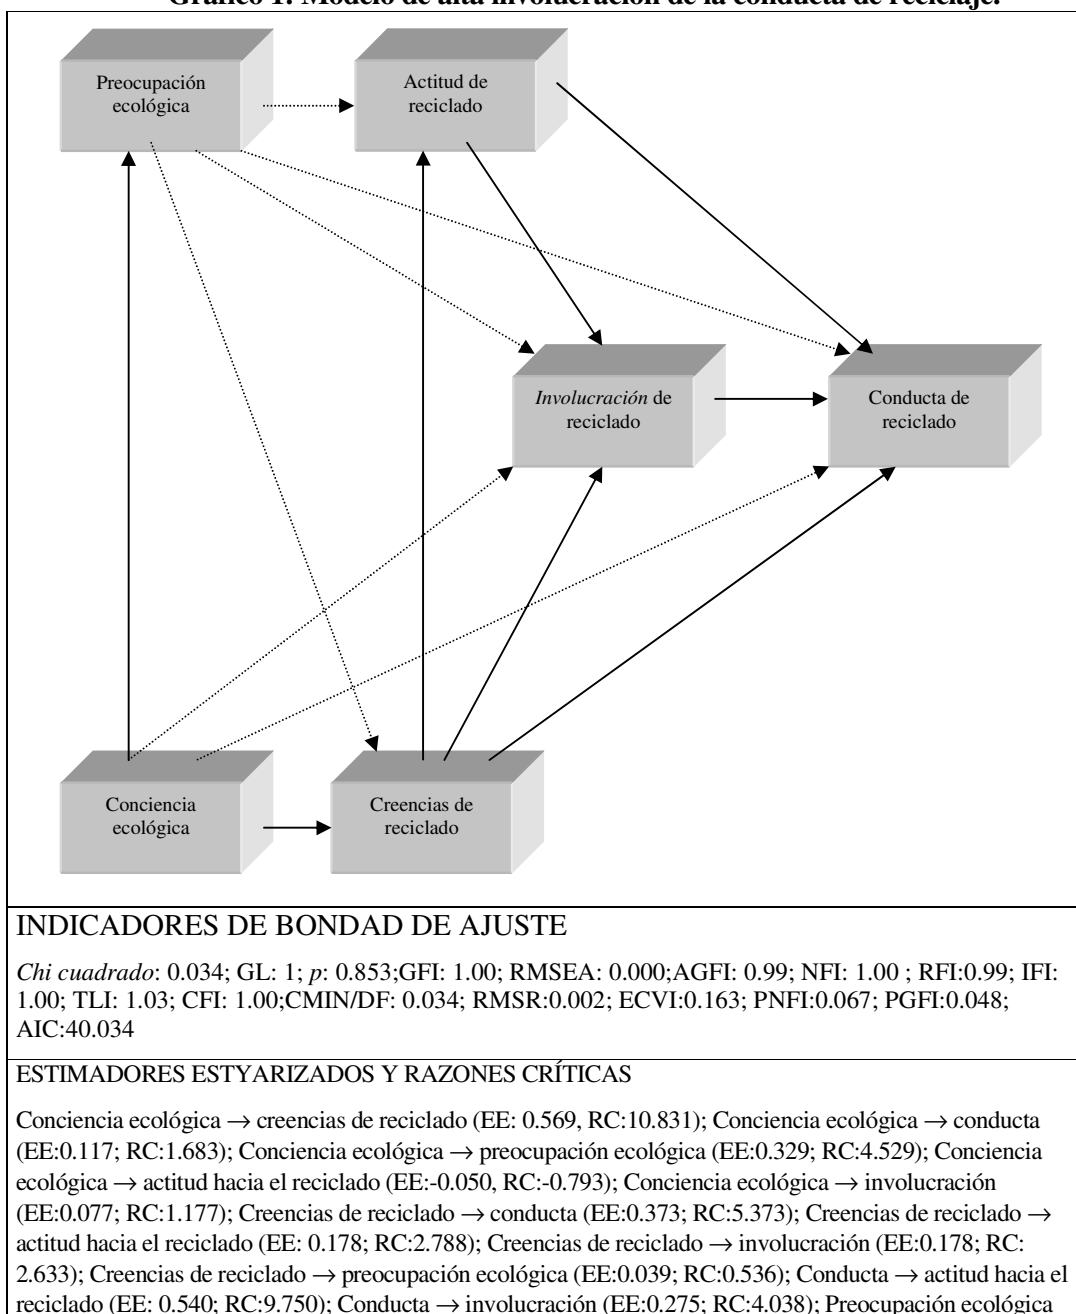 Gráfico 1: Modelo de alta involucración de la conducta de reciclaje.
Preocupación
ecológica
Actitud de
reciclado
Involucración de
reciclado
Conducta de
reciclado
Conciencia
ecológica
Creencias de
reciclado
INDICADORES DE BONDAD DE AJUSTE
Chi cuadrado: 0.034; GL: 1; p: 0.853;GFI: 1.00; RMSEA: 0.000;AGFI: 0.99; NFI: 1.00 ; RFI:0.99; IFI:
1.00; TLI: 1.03; CFI: 1.00;CMIN/DF: 0.034; RMSR:0.002; ECVI:0.163; PNFI:0.067; PGFI:0.048;
AIC:40.034
ESTIMADORES ESTYARIZADOS Y RAZONES CRÍTICAS
Conciencia ecológica → creencias de reciclado (EE: 0.569, RC:10.831); Conciencia ecológica → conducta
(EE:0.117; RC:1.683); Conciencia ecológica → preocupación ecológica (EE:0.329; RC:4.529); Conciencia
ecológica → actitud hacia el reciclado (EE:-0.050, RC:-0.793); Conciencia ecológica → involucración
(EE:0.077; RC:1.177); Creencias de reciclado → conducta (EE:0.373; RC:5.373); Creencias de reciclado →
actitud hacia el reciclado (EE: 0.178; RC:2.788); Creencias de reciclado → involucración (EE:0.178; RC:
2.633); Creencias de reciclado → preocupación ecológica (EE:0.039; RC:0.536); Conducta → actitud hacia el
reciclado (EE: 0.540; RC:9.750); Conducta → involucración (EE:0.275; RC:4.038); Preocupación ecológica